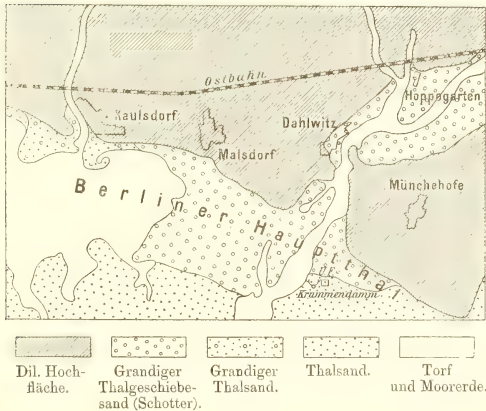 Ostbahn
Hoppegarten
Kaulsdorf
Dahlwitz
Malsdorf
Münchehofe
Berliner Hauptthal
Krummendamm
Dil. Hoch-
fläche.
Grandiger
Thalgeschiebe-
sand (Schotter).
Grandiger
Thalsand.
Thalsand.
Torf
und Moorerde.